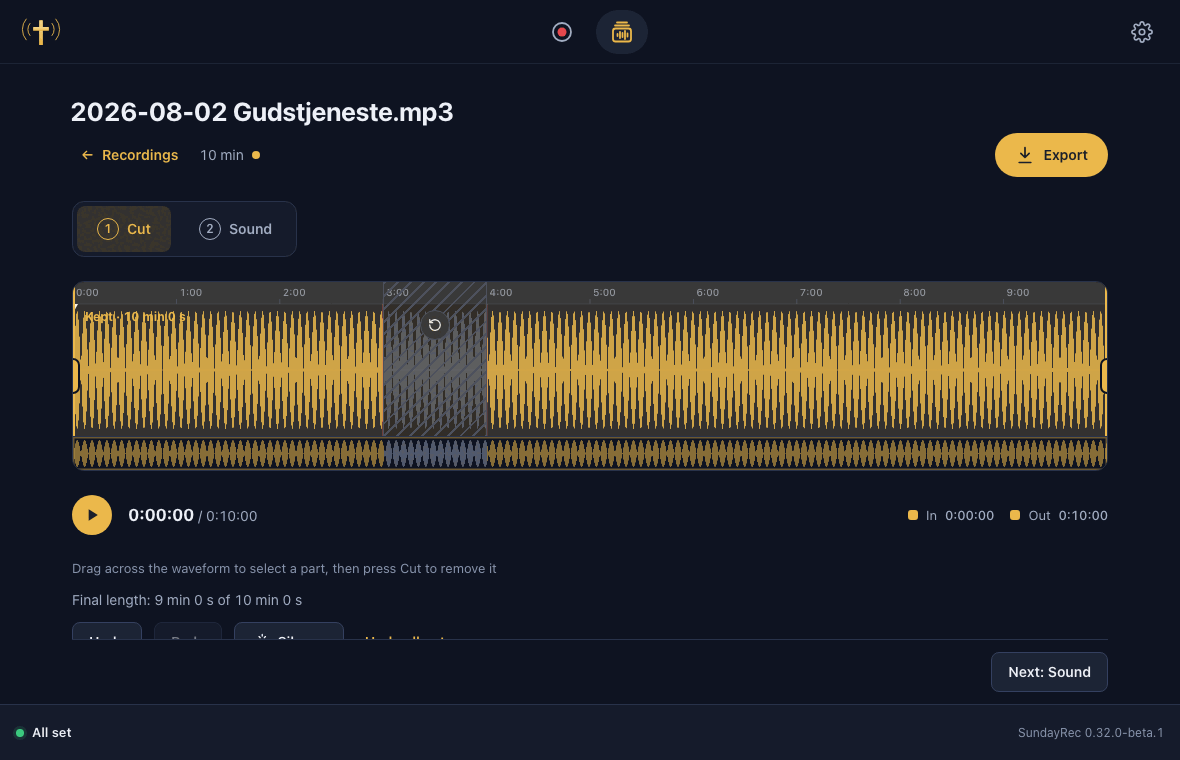 2026-08-02 Gudstjeneste.mp3
← Recordings 10 min
Export
1 Cut 2 Sound
0:00 1:00 2:00 3:00 4:00 5:00 6:00 7:00 8:00 9:00
Kept · 10 min 0 s
0:00:00 / 0:10:00
In 0:00:00 Out 0:10:00
Drag across the waveform to select a part, then press Cut to remove it
Final length: 9 min 0 s of 10 min 0 s
Next: Sound
All set
SundayRec 0.32.0-beta.1